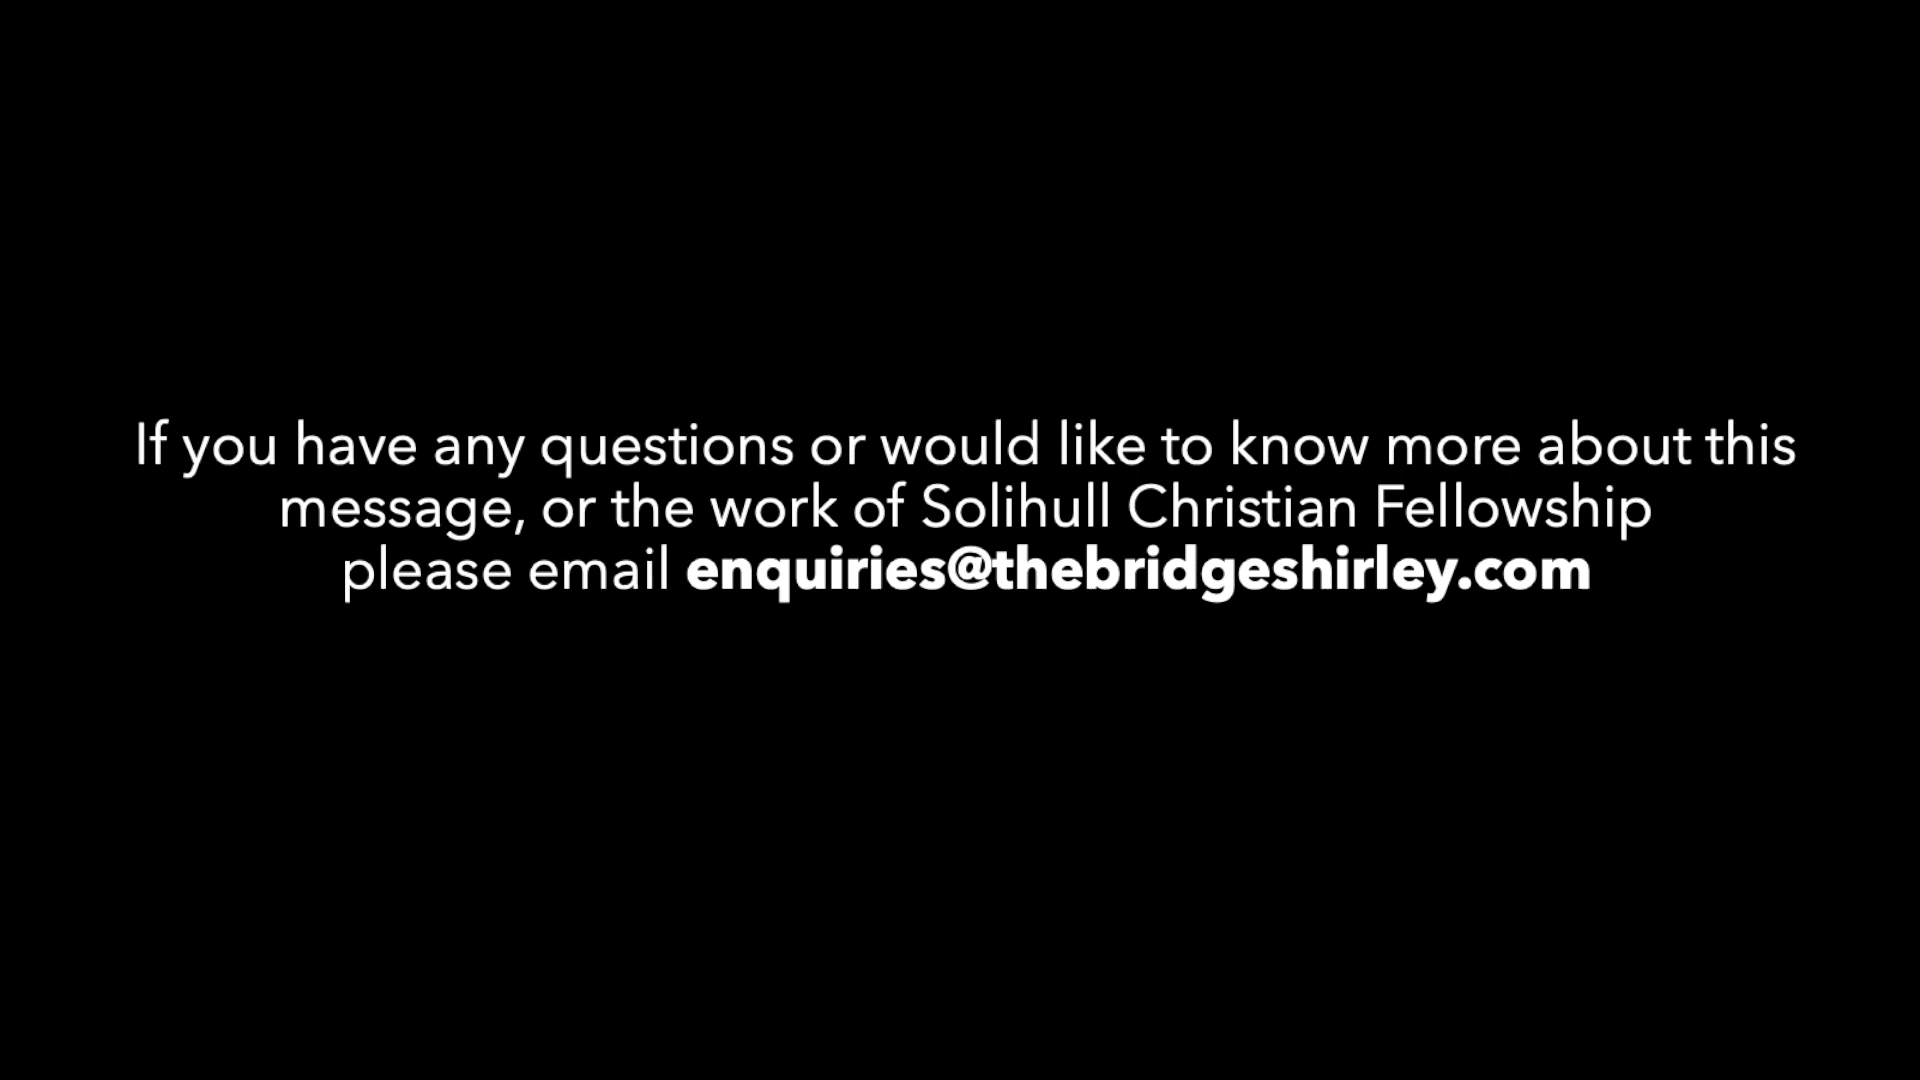 If you have any questions or would like to know more about this
message, or the work of Solihull Christian Fellowship
please email enquiries@thebridgeshirley.com